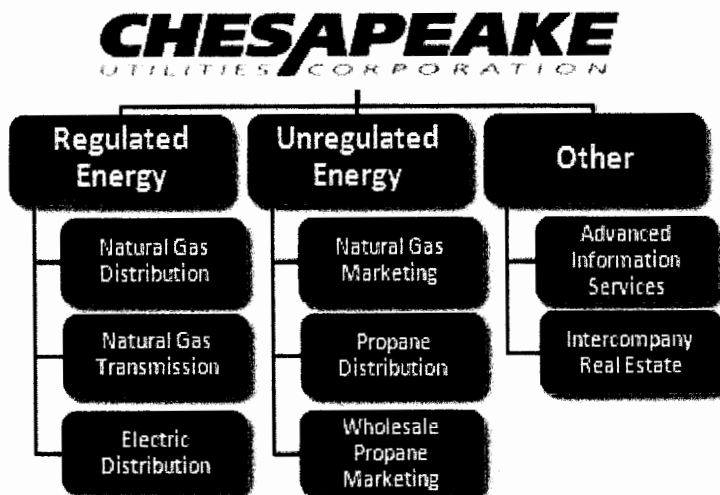 CHESAPEAKE
UTILITIES CORPORATION
Regulated
Energy
Natural Gas
Distribution
Natural Gas
Transmission
Electric
Distribution
Unregulated
Energy
Natural Gas
Marketing
Propane
Distribution
Wholesale
Propane
Marketing
Other
Advanced
Information
Services
Intercompany
Real Estate